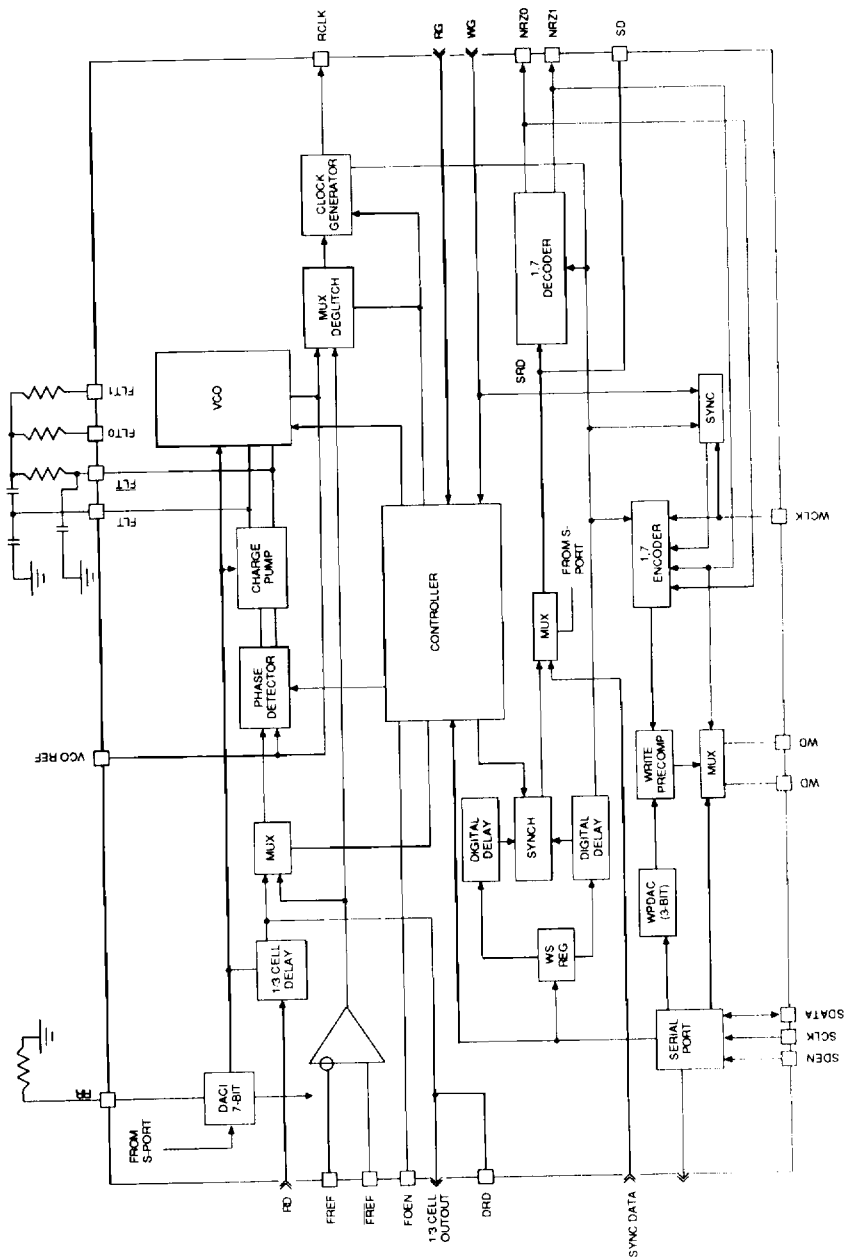 RCLK
RG
WG
NRZ0
NRZ1
SD
CLOCK
GENERATOR
MUX
DEGLITCH
1,7
DECODER
SRD
VCO
SYNC
FLT1
FLT0
FLT
FLT
CHARGE
PUMP
PHASE
DETECTOR
CONTROLLER
MUX
FROM S-
PORT
1,7
ENCODER
WCLK
VCO REF
MUX
DIGITAL
DELAY
SYNCH
DIGITAL
DELAY
WRITE
PRECOMP
MUX
WD
WD
1/3 CELL
DELAY
WS
REG
WPDAC
(3-BIT)
DACI
7-BIT
SERIAL
PORT
SDATA
SCLK
SDEN
FROM
S-PORT
RD
FREF
FREF
FDEN
1/3 CELL
OUTOUT
DRD
SYNC DATA